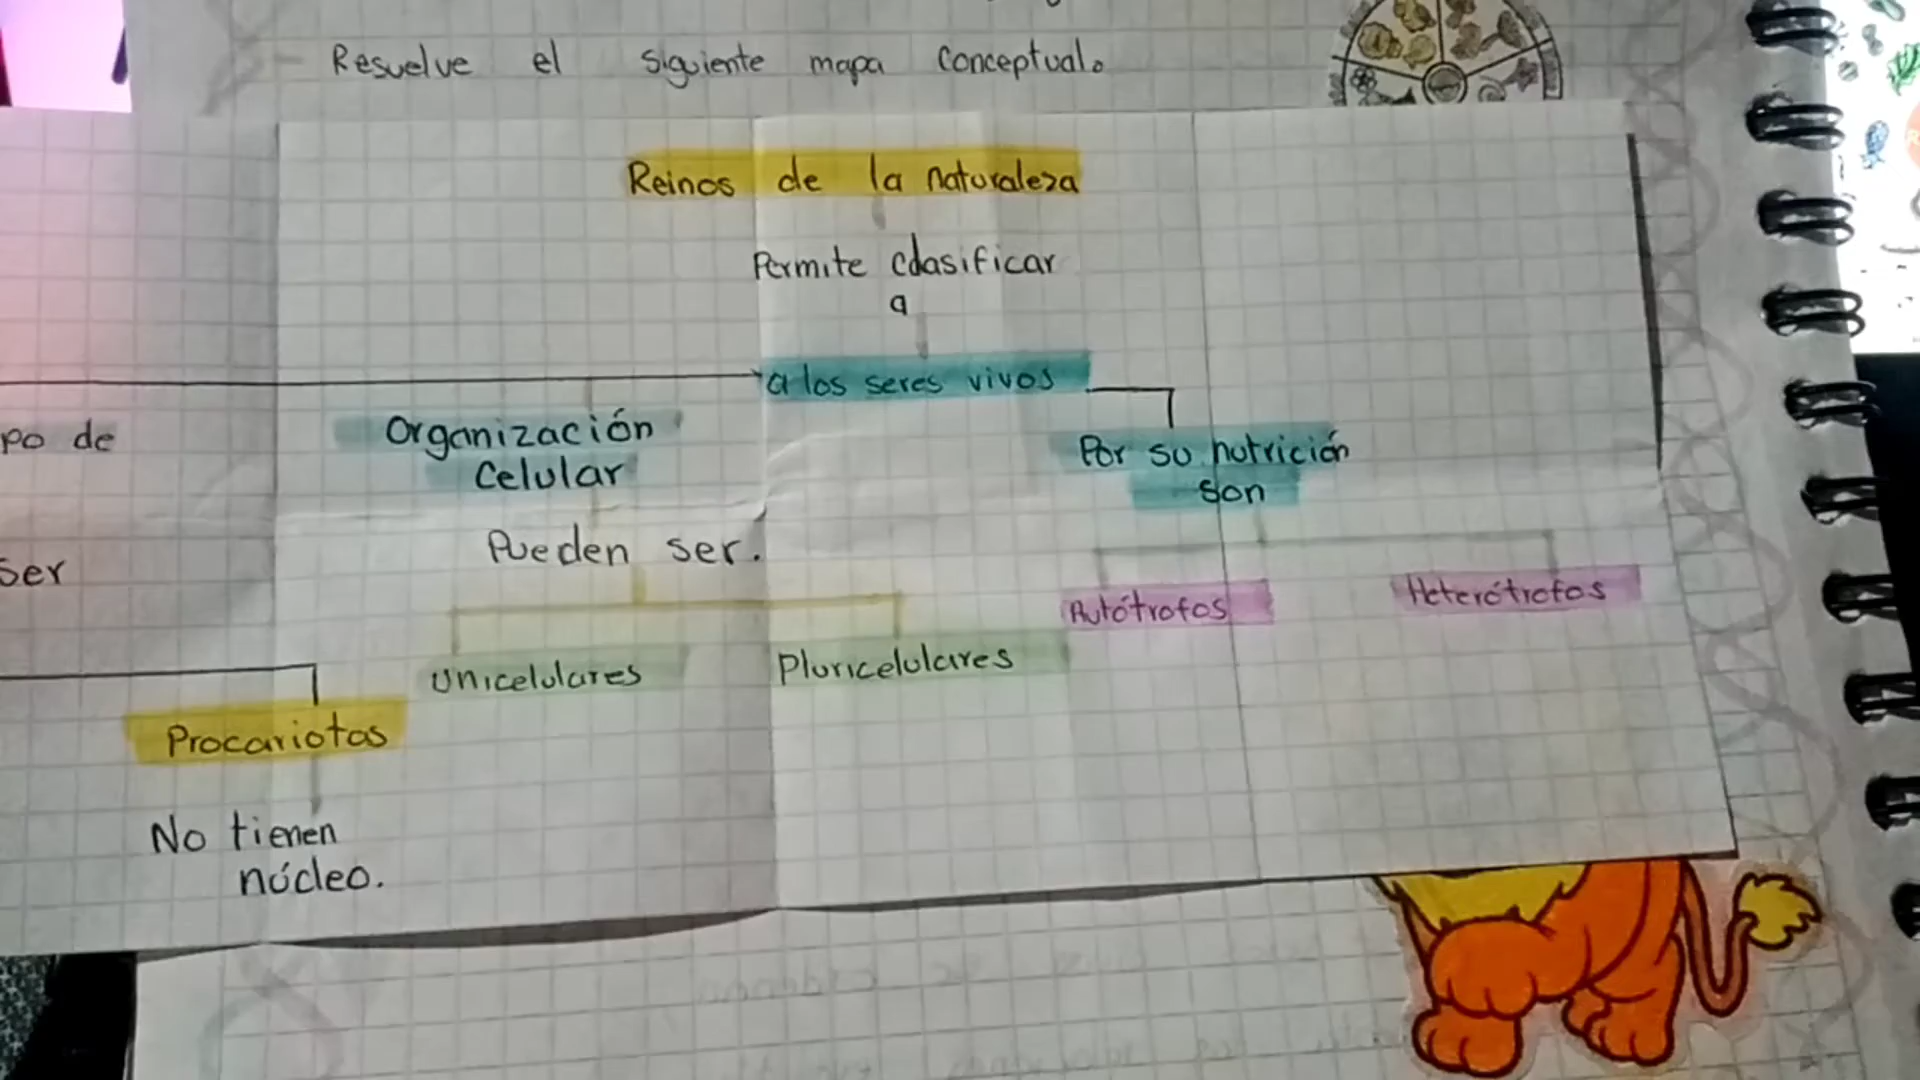 Resuelve el siguiente mapa conceptual.
Reinos de la naturaleza
Permite clasificar
a
a los seres vivos
po de
Organización
Celular
Por su nutrición
son
ser
Pueden ser.
Autótrofos
Heterótrofos
Unicelulares
Pluricelulares
Procariotas
No tienen
núcleo.